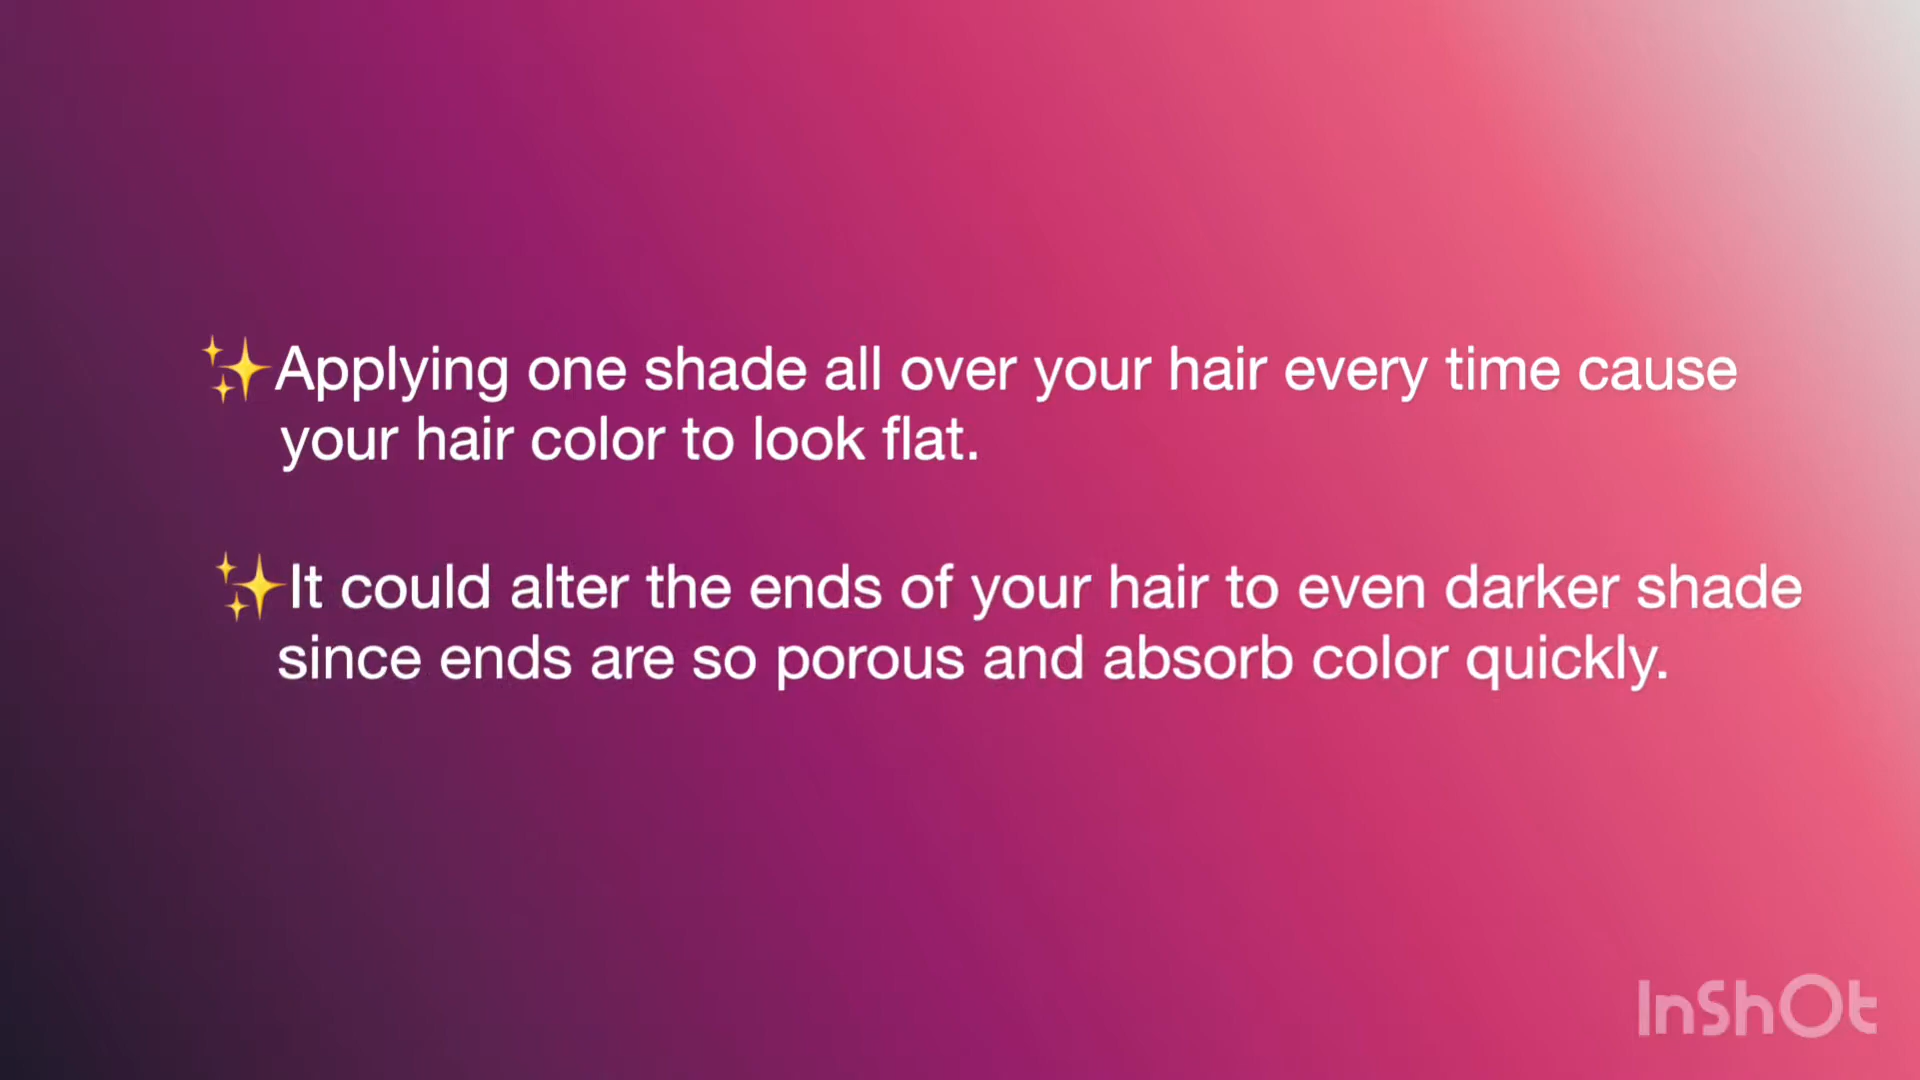 ✨Applying one shade all over your hair every time cause
your hair color to look flat.
✨It could alter the ends of your hair to even darker shade
since ends are so porous and absorb color quickly.
InShOt